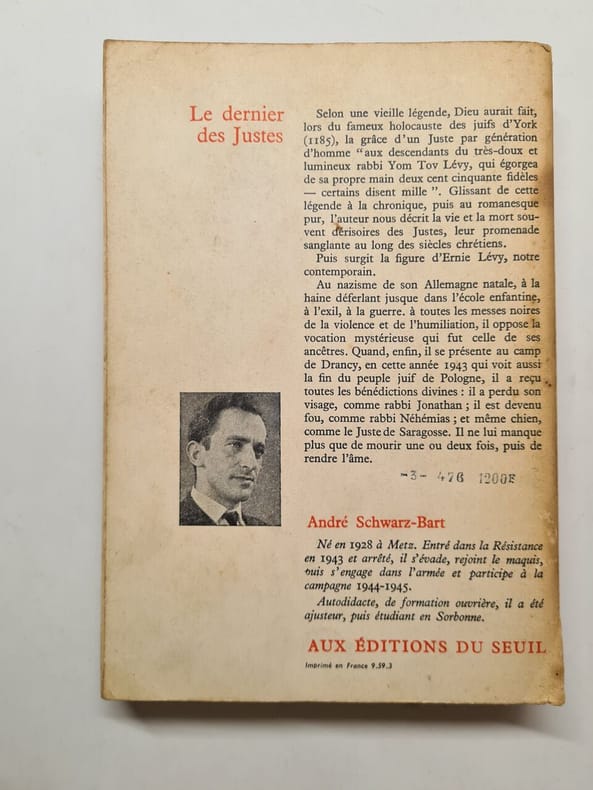 Le dernier
des Justes
Selon une vieille légende, Dieu aurait fait,
lors du fameux holocauste des juifs d'York
(1185), la grâce d'un Juste par génération
d'homme "aux descendants du très-doux et
lumineux rabbi Yom Tov Lévy, qui égorgea
de sa propre main deux cent cinquante fidèles
— certains disent mille ". Glissant de cette
légende à la chronique, puis au romanesque
pur, l'auteur nous décrit la vie et la mort sou-
vent dérisoires des Justes, leur promenade
sanglante au long des siècles chrétiens.
Puis surgit la figure d'Ernie Lévy, notre
contemporain.
Au nazisme de son Allemagne natale, à la
haine déferlant jusque dans l'école enfantine,
à l'exil, à la guerre. à toutes les messes noires
de la violence et de l'humiliation, il oppose la
vocation mystérieuse qui fut celle de ses
ancêtres. Quand, enfin, il se présente au camp
de Drancy, en cette année 1943 qui voit aussi
la fin du peuple juif de Pologne, il a reçu
toutes les bénédictions divines : il a perdu son
visage, comme rabbi Jonathan ; il est devenu
fou, comme rabbi Néhémias ; et même chien,
comme le Juste de Saragosse. Il ne lui manque
plus que de mourir une ou deux fois, puis de
rendre l'âme.
-3- 476 1200F
André Schwarz-Bart
Né en 1928 à Metz. Entré dans la Résistance
en 1943 et arrêté, il s'évade, rejoint le maquis,
puis s'engage dans l'armée et participe à la
campagne 1944-1945.
Autodidacte, de formation ouvrière, il a été
ajusteur, puis étudiant en Sorbonne.
AUX ÉDITIONS DU SEUIL
Imprimé en France 9.59.3